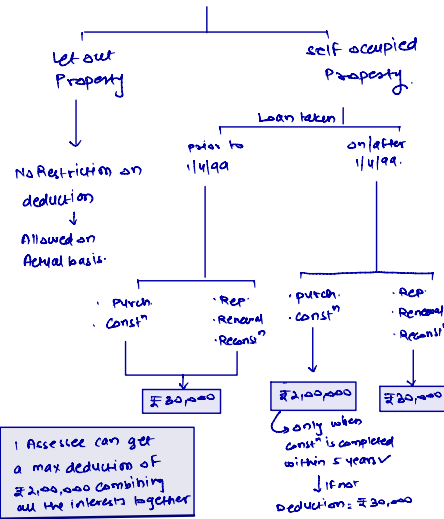 Let out
Property
Self occupied
Property.
Loan taken
prior to
1/4/99
on/after
1/4/99.
No Restriction on
deduction
Allowed on
Actual basis.
• Purch.
• Constⁿ
• Rep.
• Renewal
• Reconstⁿ
• Purch.
• Constⁿ
• Rep.
• Renewal
• Reconstⁿ
₹30,000
₹2,00,000
₹30,000
only when
constⁿ is completed
within 5 years ✓
If not
Deduction = ₹30,000
1 Assessee can get
a max deduction of
₹2,00,000 combining
all the interests together